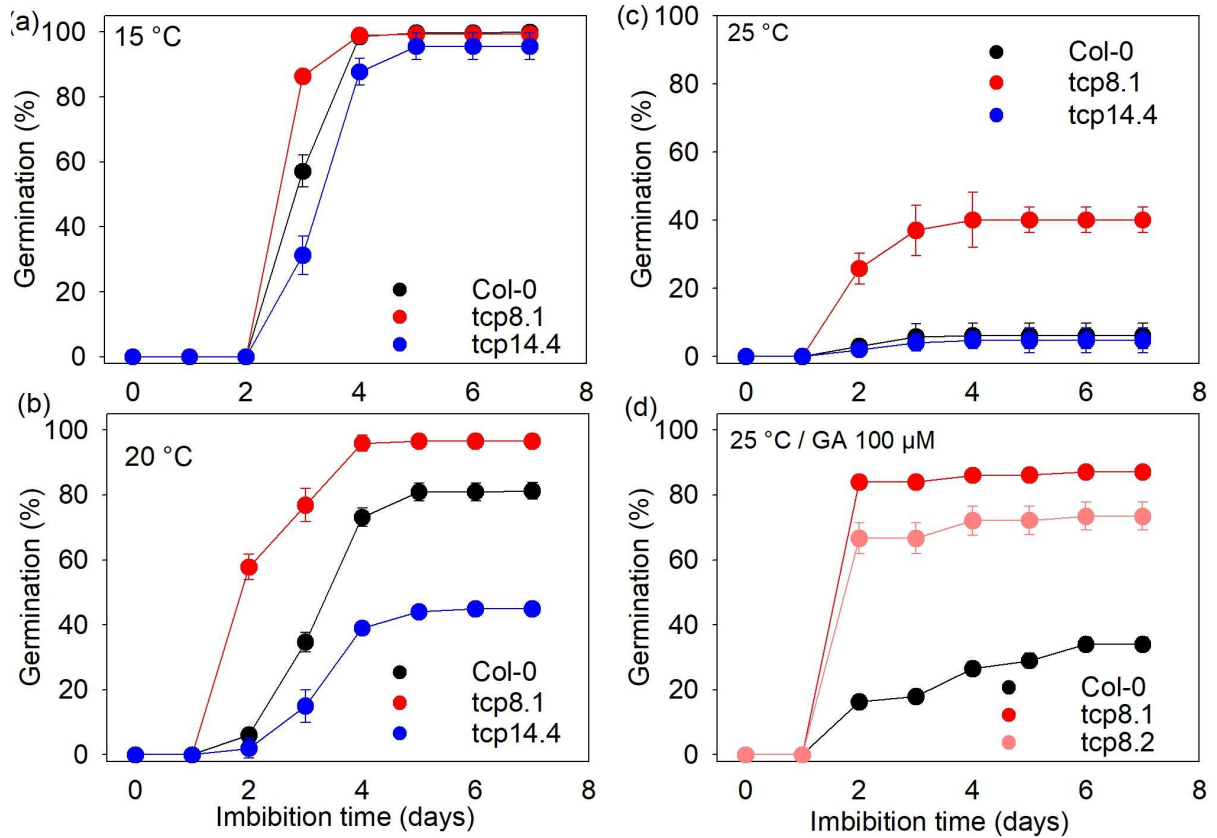 (a)
15 °C
Germination (%)
100
80
60
40
20
0
0 2 4 6 8
Col-0
tcp8.1
tcp14.4
(c)
25 °C
Germination (%)
100
80
60
40
20
0
0 2 4 6 8
Col-0
tcp8.1
tcp14.4
(b)
20 °C
Germination (%)
100
80
60
40
20
0
0 2 4 6 8
Imbibition time (days)
Col-0
tcp8.1
tcp14.4
(d)
25 °C / GA 100 µM
Germination (%)
100
80
60
40
20
0
0 2 4 6 8
Imbibition time (days)
Col-0
tcp8.1
tcp8.2